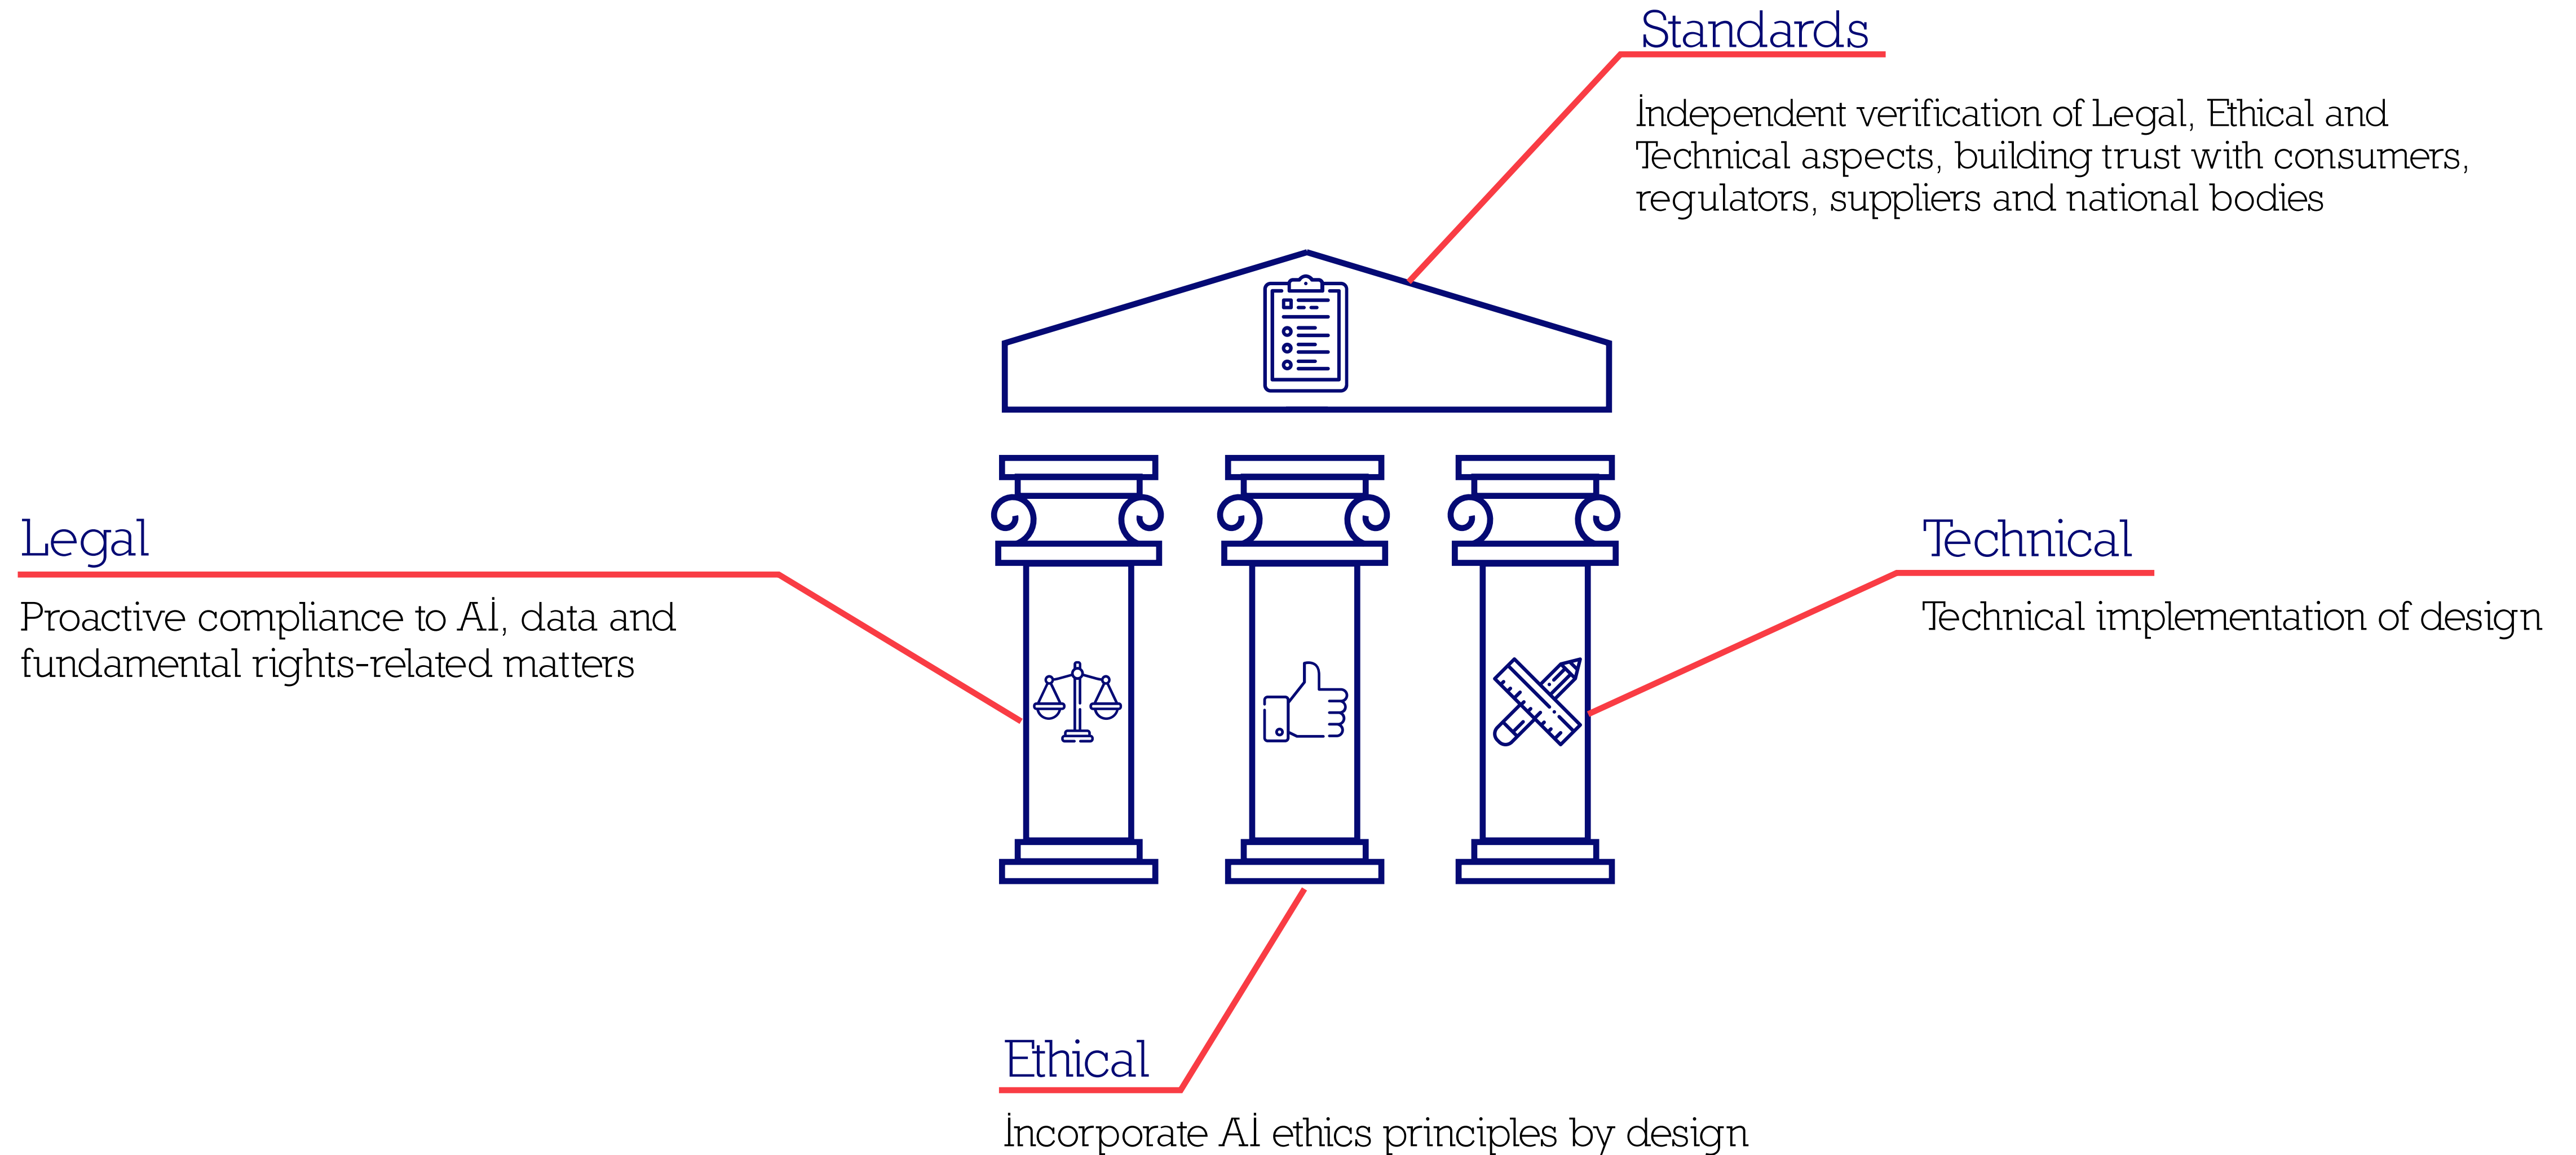 Standards
İndependent verification of Legal, Ethical and
Technical aspects, building trust with consumers,
regulators, suppliers and national bodies
Legal
Proactive compliance to Aİ, data and
fundamental rights-related matters
Technical
Technical implementation of design
Ethical
İncorporate Aİ ethics principles by design